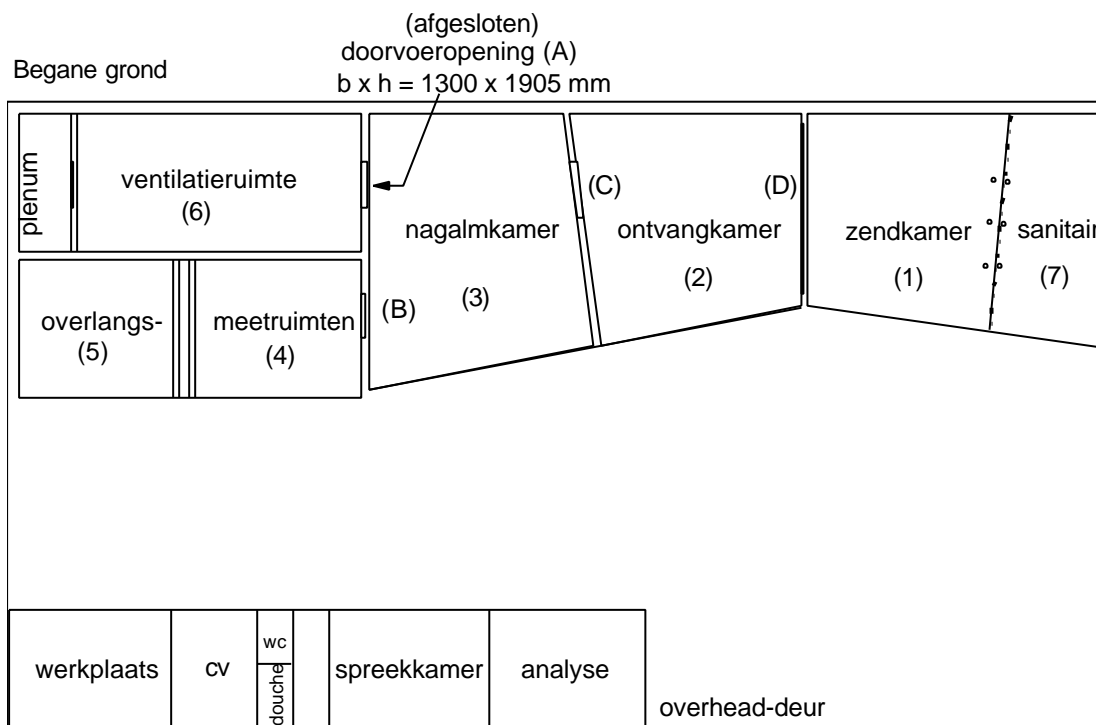 (afgesloten)
doorvoeropening (A)
Begane grond
b x h = 1300 x 1905 mm
plenum
ventilatieruimte
(6)
(C)
(D)
nagalmkamer
(3)
ontvangkamer
(2)
zendkamer
(1)
sanitair
(7)
overlangs-
(5)
meetruimten
(4)
(B)
werkplaats
cv
wc
douche
spreekkamer
analyse
overhead-deur